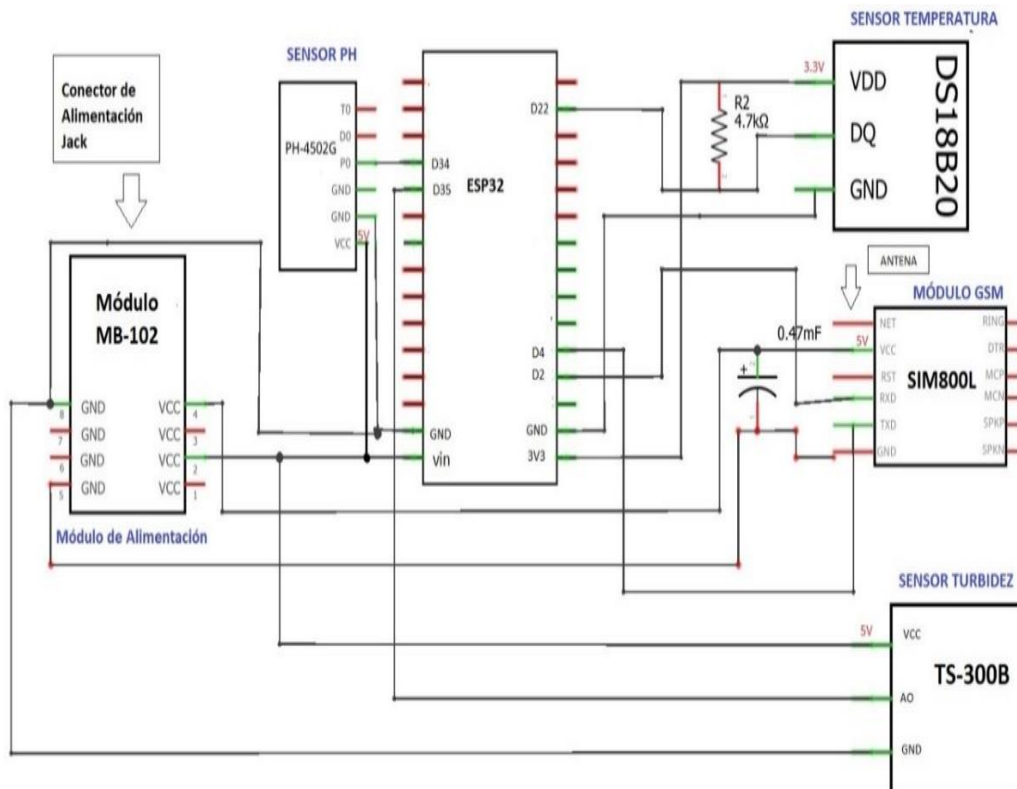 SENSOR TEMPERATURA
SENSOR PH
Conector de
Alimentación
Jack
3.3V
VDD
DQ
GND
DS18B20
R2
4.7kΩ
1
2
T0
D0
PH-4502G
P0
GND
GND
5V
VCC
D22
D34
D35
ESP32
D4
D2
GND
GND
Vin
3V3
ANTENA
MÓDULO GSM
0.47mF
+
NET
5V
VCC
RST
RXD
TXD
GND
SIM800L
RING
DTR
MCP
MCN
SPKP
SPKN
Módulo
MB-102
8
GND
VCC
4
7
GND
VCC
3
6
GND
VCC
2
5
GND
VCC
1
Módulo de Alimentación
SENSOR TURBIDEZ
5V
VCC
TS-300B
AO
GND